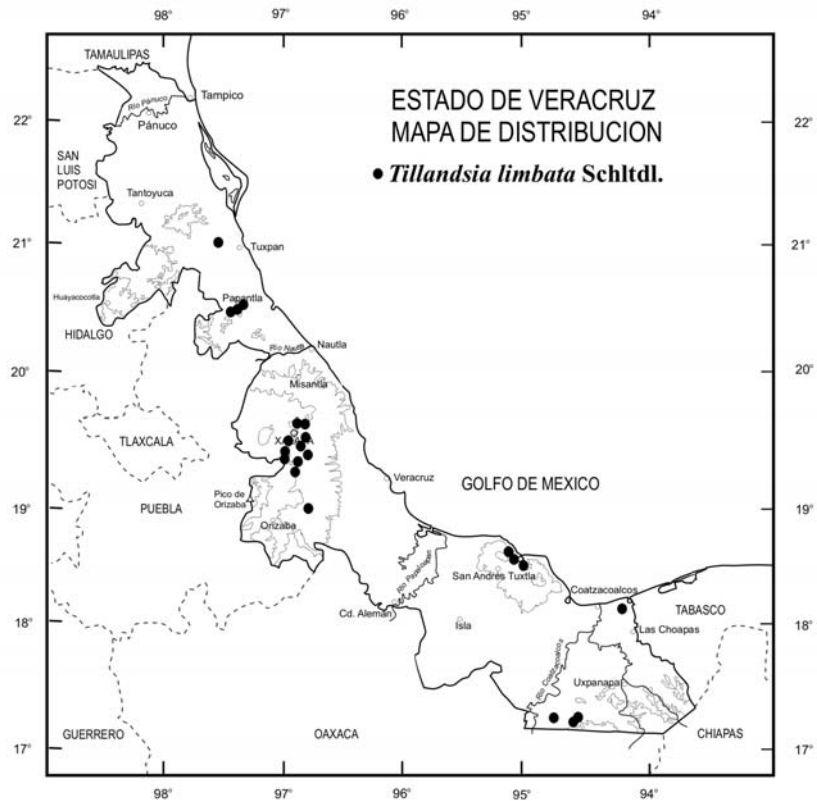 98° 97° 96° 95° 94°
TAMAULIPAS
Río Pánuco
Tampico
22°
Pánuco
ESTADO DE VERACRUZ
MAPA DE DISTRIBUCION
22°
SAN
LUIS
POTOSI
Tillandsia limbata Schltdl.
Tantoyuca
21°
Tuxpan
21°
Huayacocotla
Papantla
HIDALGO
Río Nautla
Nautla
20°
Misantla
20°
TLAXCALA
Veracruz
GOLFO DE MEXICO
Pico de
Orizaba
PUEBLA
19°
19°
Orizaba
Río Papaloapan
San Andrés Tuxtla
Coatzacoalcos
TABASCO
Cd. Alemán
18°
Isla
Las Choapas
18°
Río Coatzacoalcos
Uxpanapa
GUERRERO
OAXACA
CHIAPAS
17°
17°
98° 97° 96° 95° 94°